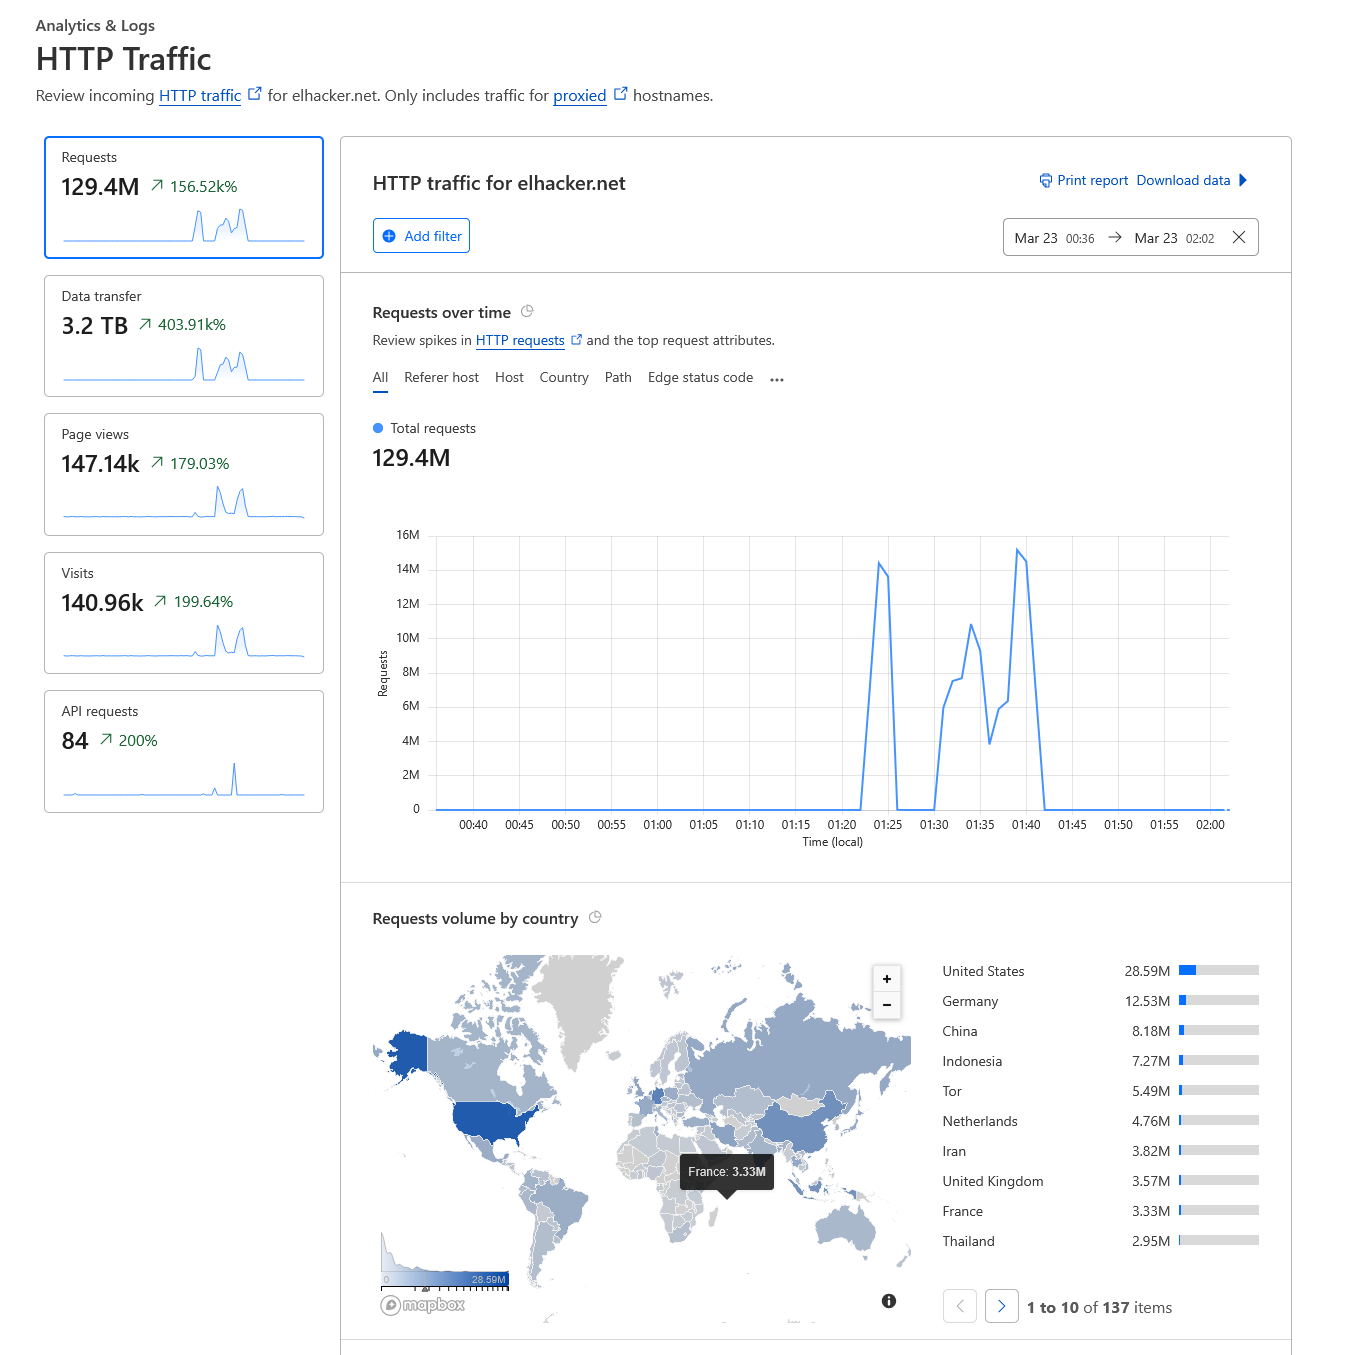 Analytics & Logs
HTTP Traffic
Review incoming HTTP traffic for elhacker.net. Only includes traffic for proxied hostnames.
Requests
129.4M 156.52k%
Data transfer
3.2 TB 403.91k%
Page views
147.14k 179.03%
Visits
140.96k 199.64%
API requests
84 200%
HTTP traffic for elhacker.net
Print report Download data
Add filter
Mar 23 00:36 → Mar 23 02:02
Requests over time
Review spikes in HTTP requests and the top request attributes.
All Referer host Host Country Path Edge status code ...
Total requests
129.4M
16M
14M
12M
10M
8M
6M
4M
2M
0
Requests
00:40 00:45 00:50 00:55 01:00 01:05 01:10 01:15 01:20 01:25 01:30 01:35 01:40 01:45 01:50 01:55 02:00
Time (local)
Requests volume by country
+
−
France: 3.33M
0 28.59M
mapbox
United States 28.59M
Germany 12.53M
China 8.18M
Indonesia 7.27M
Tor 5.49M
Netherlands 4.76M
Iran 3.82M
United Kingdom 3.57M
France 3.33M
Thailand 2.95M
1 to 10 of 137 items